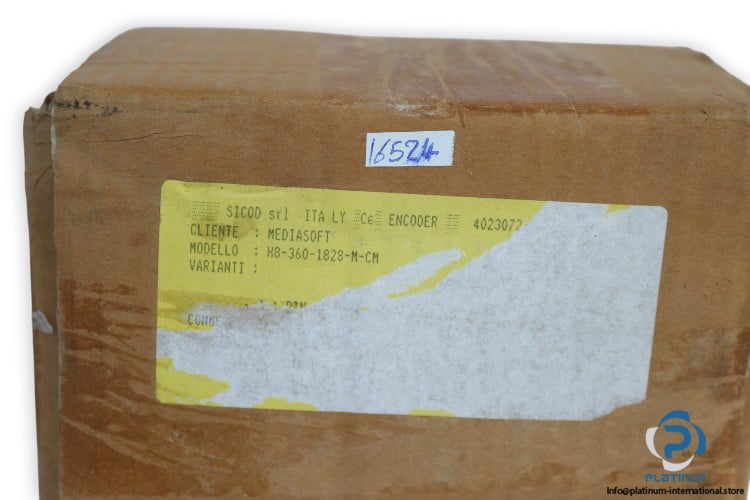 16524
SICOD srl ITALY CE ENCODER 4023072
CLIENTE : MEDIASOFT
MODELLO : H8-360-1828-M-CM
VARIANTI :
CONN
PLATINUM
Info@platinum-international.store